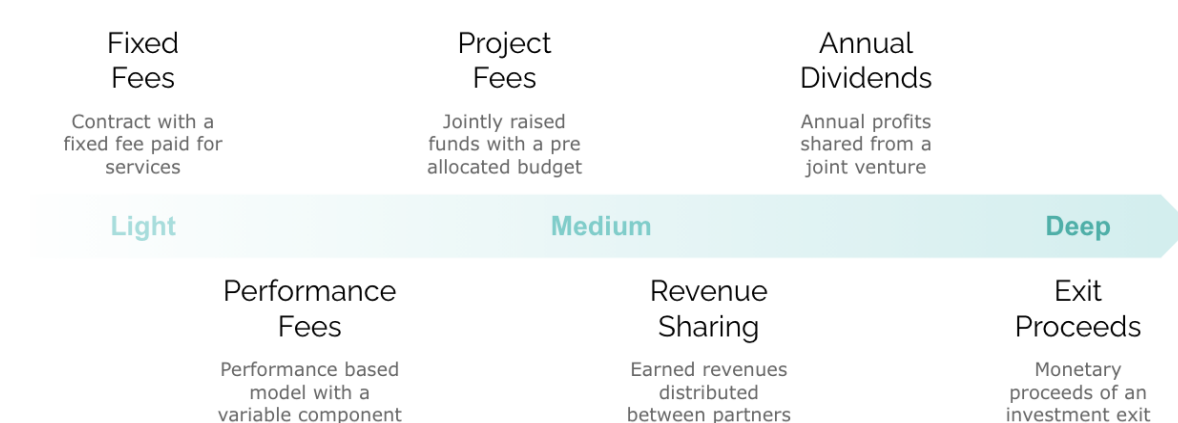 Fixed
Fees
Contract with a
fixed fee paid for
services
Project
Fees
Jointly raised
funds with a pre
allocated budget
Annual
Dividends
Annual profits
shared from a
joint venture
Light
Medium
Deep
Performance
Fees
Performance based
model with a
variable component
Revenue
Sharing
Earned revenues
distributed
between partners
Exit
Proceeds
Monetary
proceeds of an
investment exit